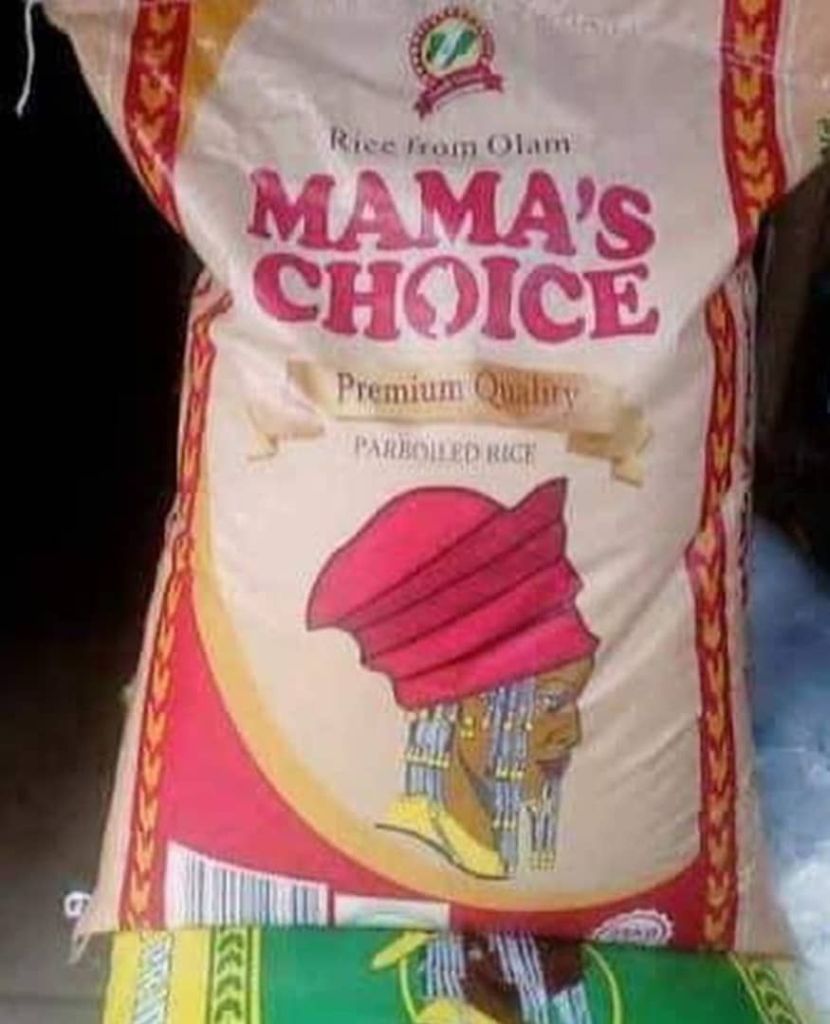 Rice from Olam
MAMA'S
CHOICE
Premium Quality
PARBOILED RICE